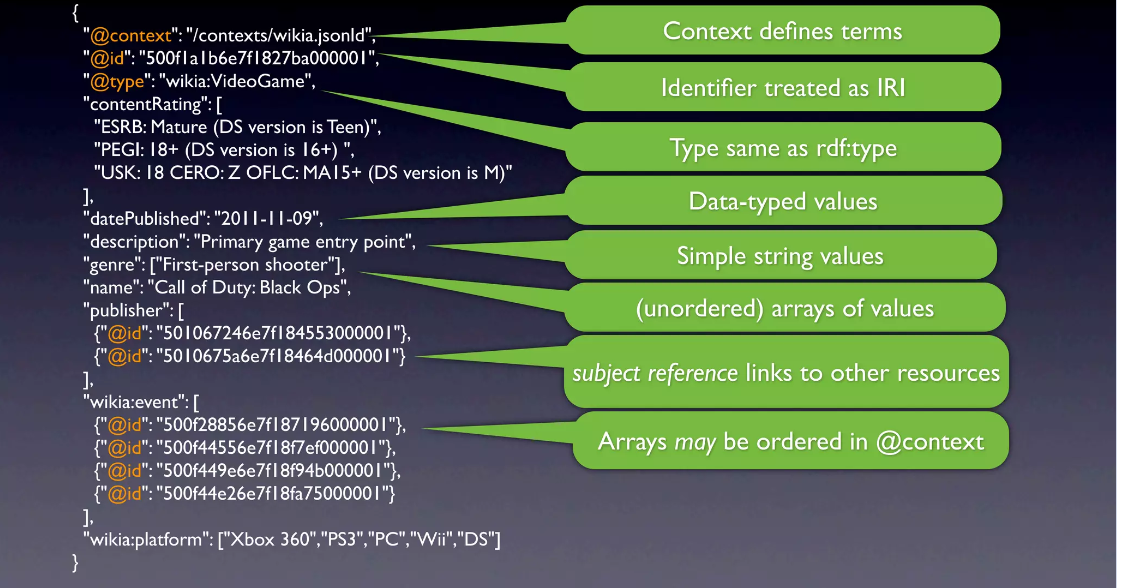 {
"@context": "/contexts/wikia.jsonld",
"@id": "500f1a1b6e7f1827ba000001",
"@type": "wikia:VideoGame",
"contentRating": [
"ESRB: Mature (DS version is Teen)",
"PEGI: 18+ (DS version is 16+) ",
"USK: 18 CERO: Z OFLC: MA15+ (DS version is M)"
],
"datePublished": "2011-11-09",
"description": "Primary game entry point",
"genre": ["First-person shooter"],
"name": "Call of Duty: Black Ops",
"publisher": [
{"@id": "501067246e7f18455300001"},
{"@id": "5010675a6e7f18464d000001"}
],
"wikia:event": [
{"@id": "500f28856e7f187196000001"},
{"@id": "500f44556e7f18f7ef000001"},
{"@id": "500f449e6e7f18f94b000001"},
{"@id": "500f44e26e7f18fa75000001"}
],
"wikia:platform": ["Xbox 360","PS3","PC","Wii","DS"]
}
Context defines terms
Identifier treated as IRI
Type same as rdf:type
Data-typed values
Simple string values
(unordered) arrays of values
subject reference links to other resources
Arrays may be ordered in @context